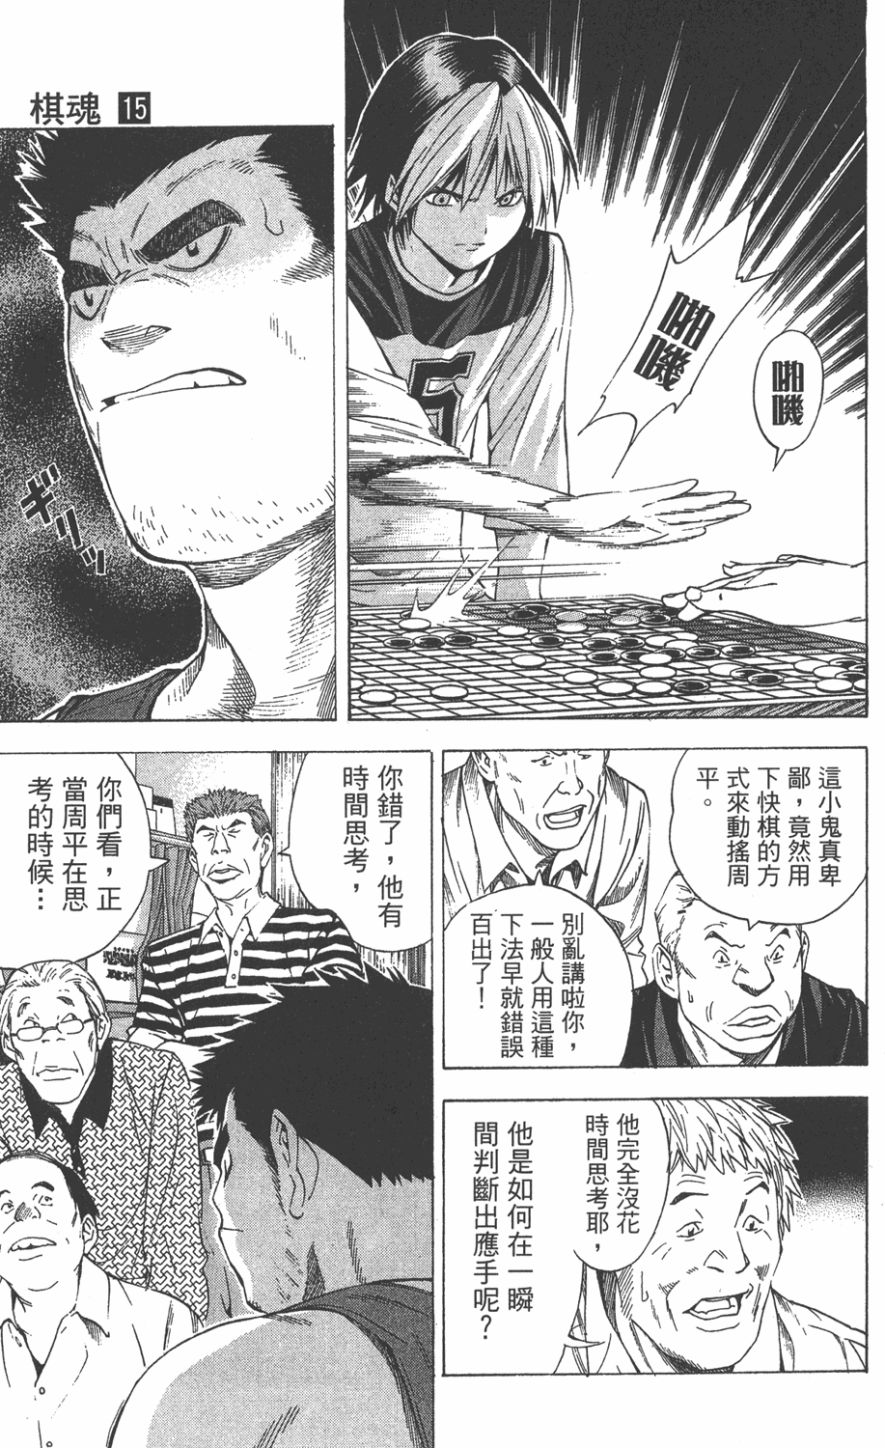 棋魂 15
啪
嘰
啪
嘰
ギリッ
這小鬼真卑
鄙，竟然用
下快棋的方
式來動搖周
平。
別亂講啦你，
一般人用這種
下法早就錯誤
百出了！
他完全沒花
時間思考耶，
他是如何在一瞬
間判斷出應手呢？
你錯了，他有
時間思考，
你們看，正
當周平在思
考的時候…
5